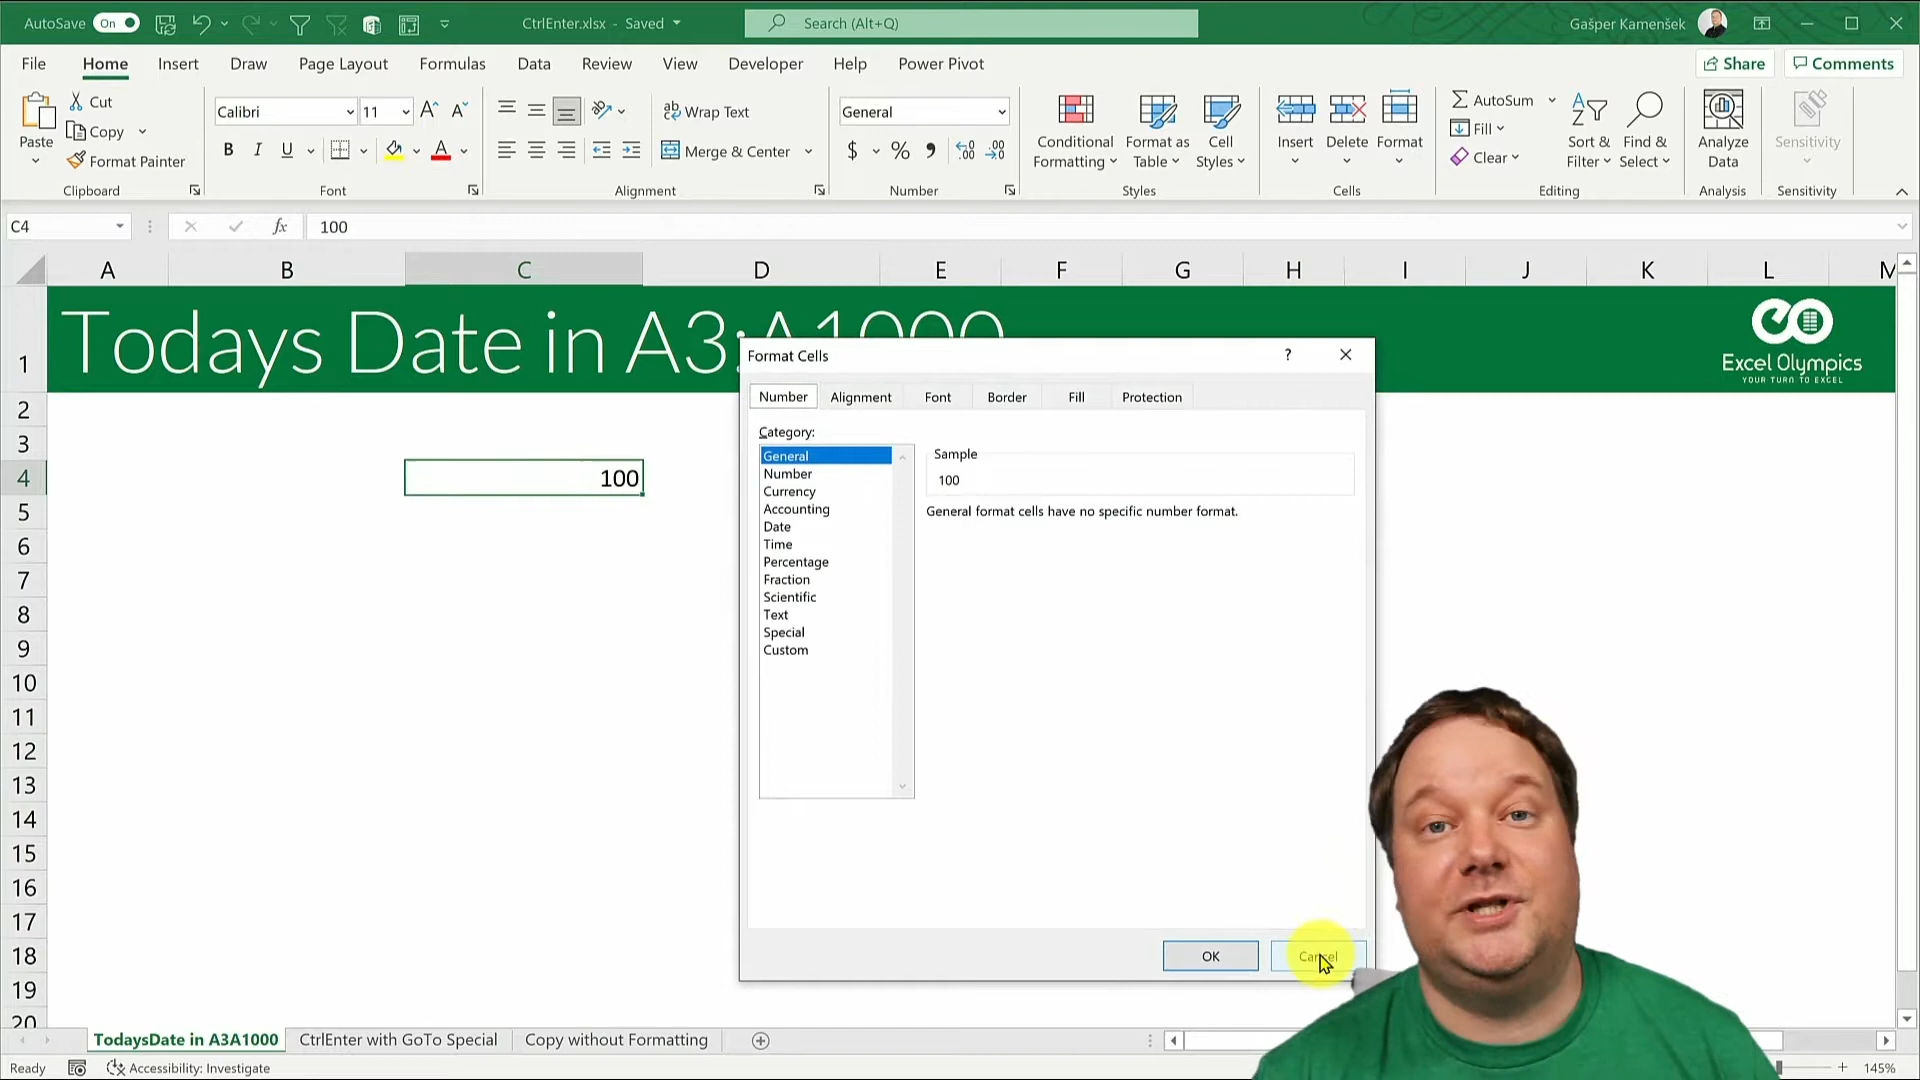 AutoSave On CtrlEnter.xlsx - Saved Search (Alt+Q) Gašper Kamenšek
File Home Insert Draw Page Layout Formulas Data Review View Developer Help Power Pivot Share Comments
Paste Cut Copy Format Painter Clipboard
Calibri 11 B I U A Font
Wrap Text Merge & Center Alignment
General $ % Number
Conditional Formatting Format as Table Cell Styles Styles
Insert Delete Format Cells
AutoSum Fill Clear Sort & Filter Find & Select Editing
Analyze Data Analysis
Sensitivity Sensitivity
C4 fx 100
A B C D E F G H I J K L M
1 Todays Date in A3:A1000
Excel Olympics
YOUR TURN TO EXCEL
2
3
4 100
5
6
7
8
9
10
11
12
13
14
15
16
17
18
19
20
Format Cells ?
Number Alignment Font Border Fill Protection
Category:
General
Number
Currency
Accounting
Date
Time
Percentage
Fraction
Scientific
Text
Special
Custom
Sample
100
General format cells have no specific number format.
OK Cancel
TodaysDate in A3A1000 CtrlEnter with GoTo Special Copy without Formatting
Ready Accessibility: Investigate 145%